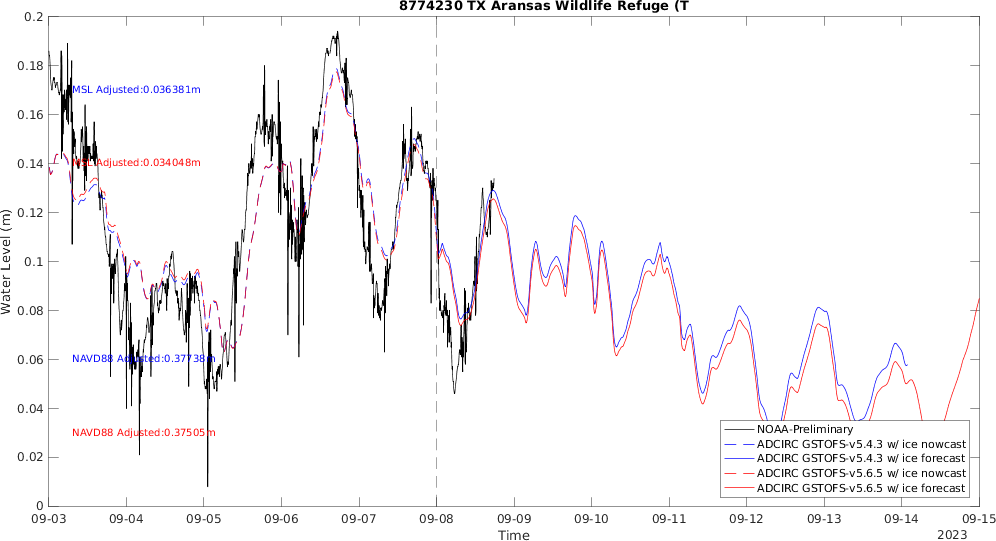 8774230 TX Aransas Wildlife Refuge (T
0.2
0.18
0.16
0.14
0.12
0.1
0.08
0.06
0.04
0.02
0
Water Level (m)
MSL Adjusted:0.036381m
MSL Adjusted:0.034048m
NAVD88 Adjusted:0.37738m
NAVD88 Adjusted:0.37505m
NOAA-Preliminary
ADCIRC GSTOFS-v5.4.3 w/ ice nowcast
ADCIRC GSTOFS-v5.4.3 w/ ice forecast
ADCIRC GSTOFS-v5.6.5 w/ ice nowcast
ADCIRC GSTOFS-v5.6.5 w/ ice forecast
09-03 09-04 09-05 09-06 09-07 09-08 09-09 09-10 09-11 09-12 09-13 09-14 09-15
Time
2023